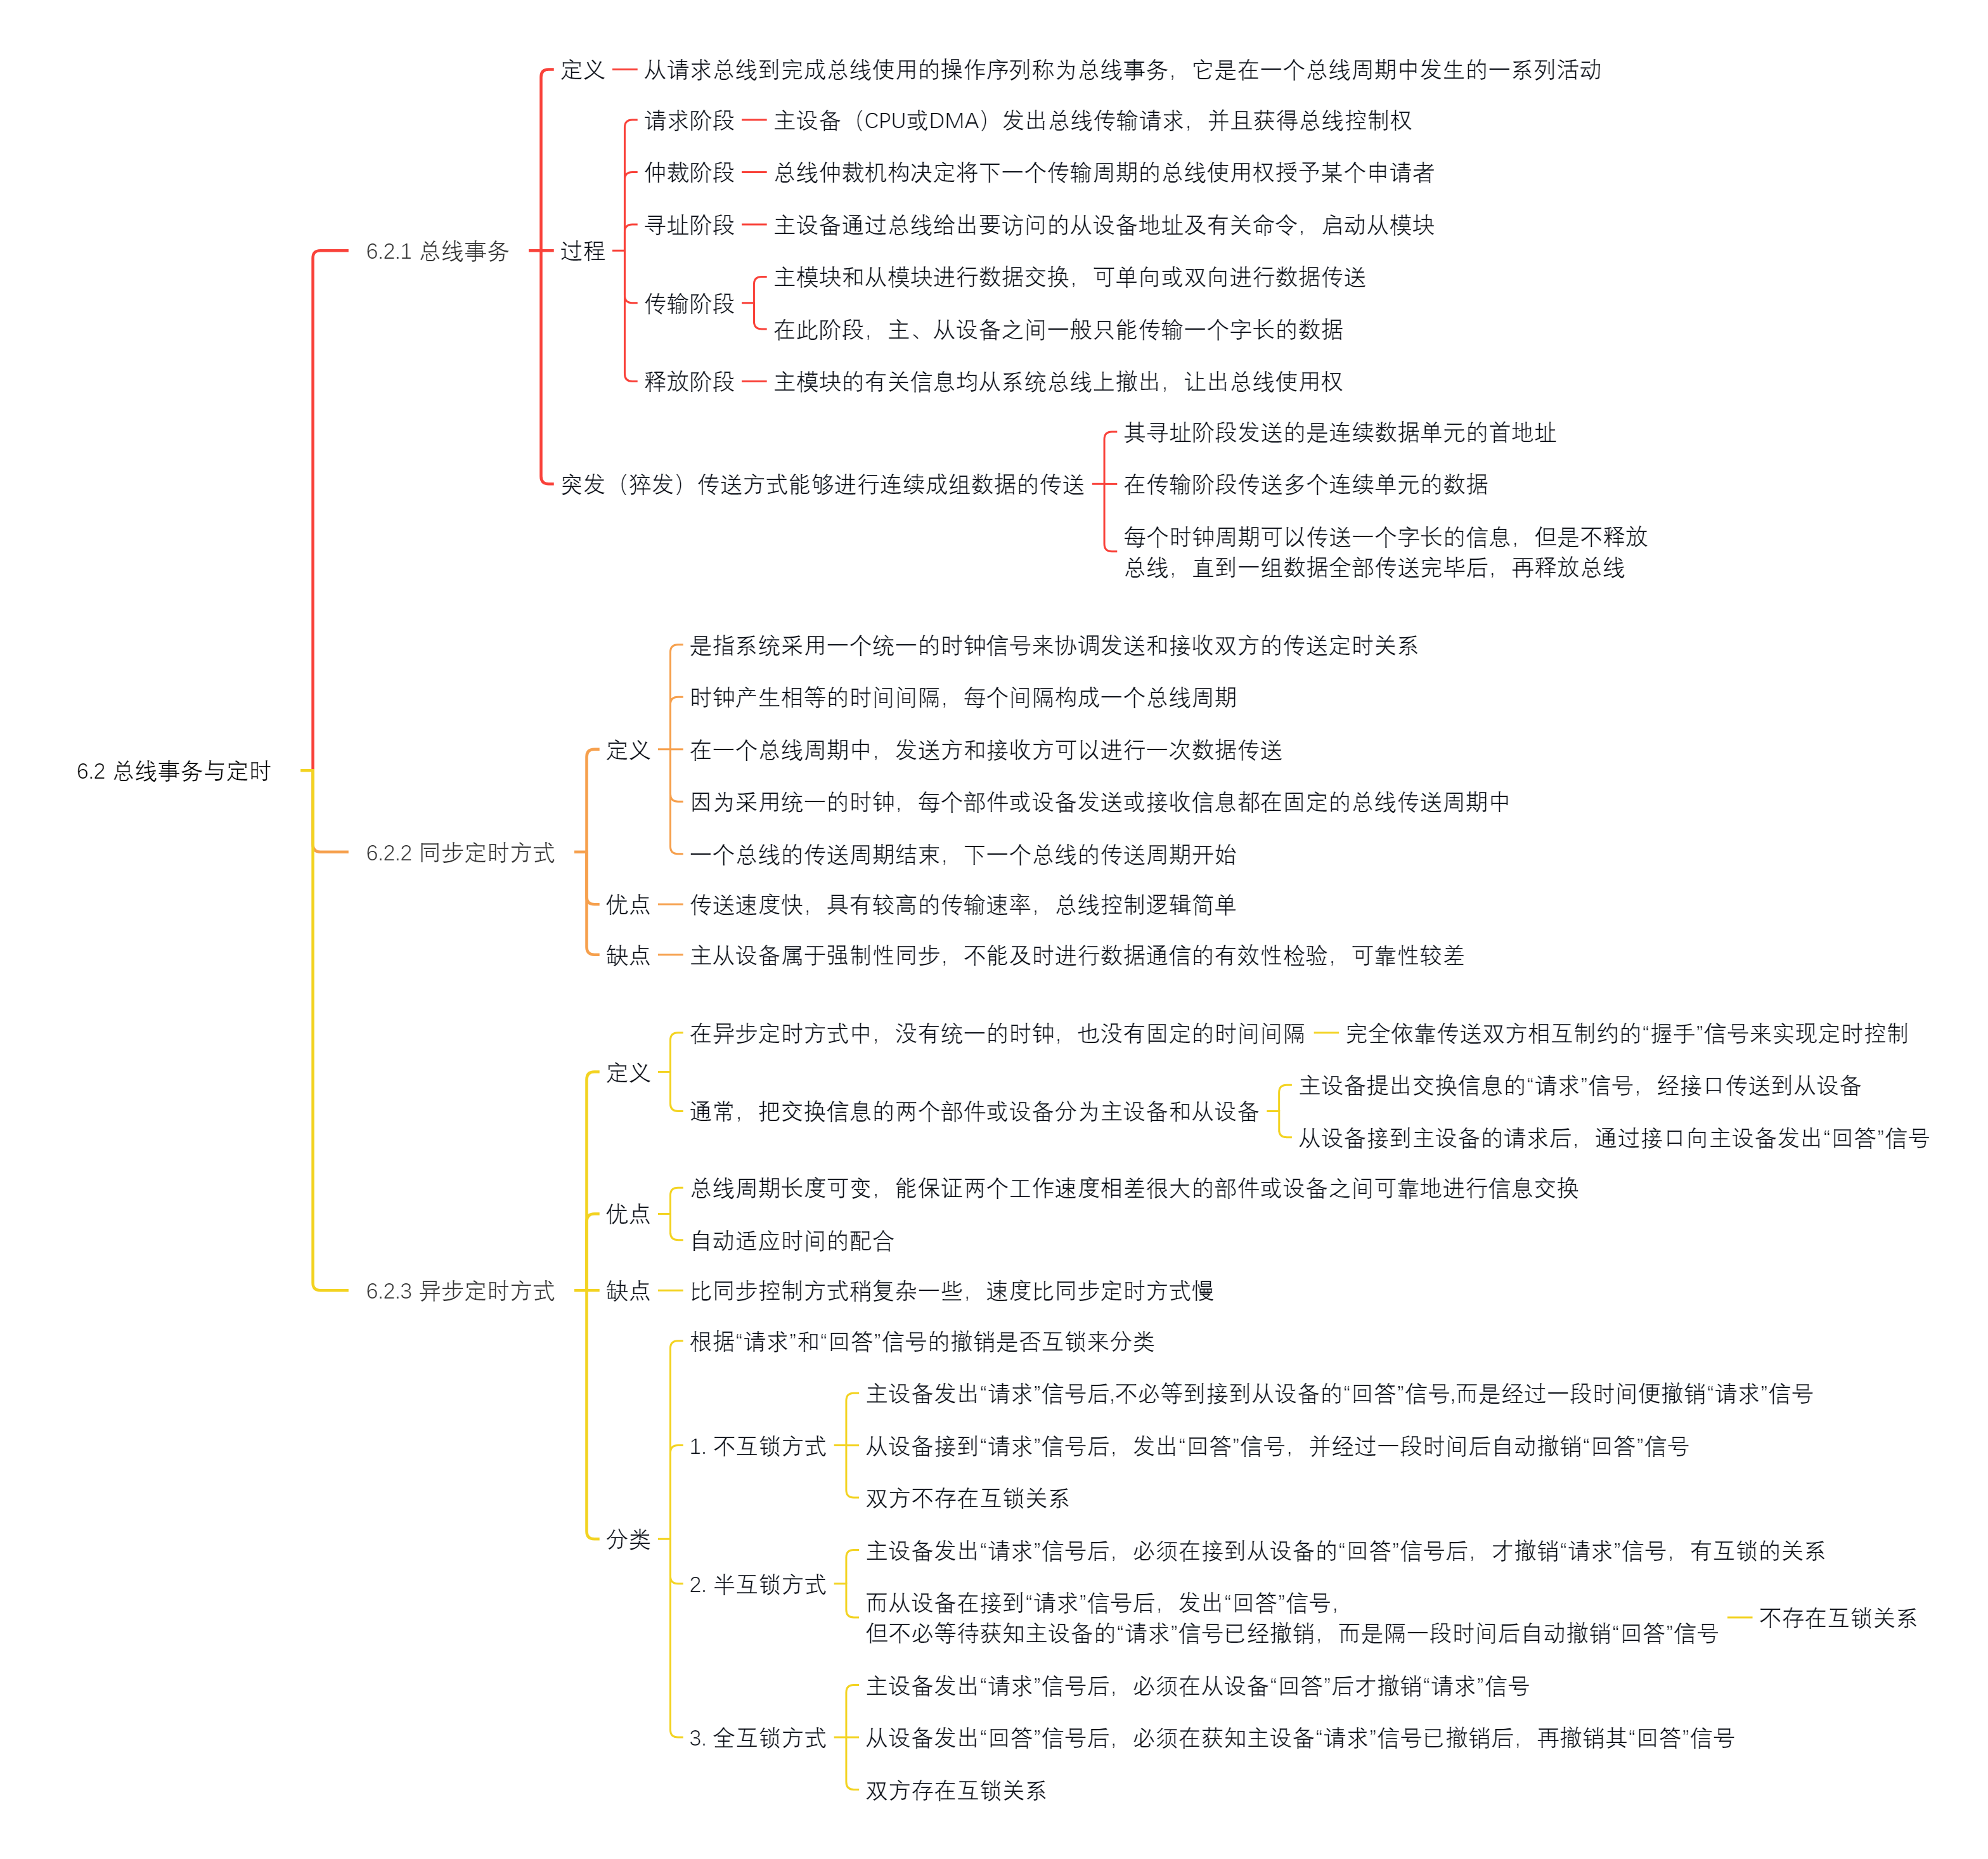 6.2 总线事务与定时
6.2.1 总线事务
定义
从请求总线到完成总线使用的操作序列称为总线事务，它是在一个总线周期中发生的一系列活动
过程
请求阶段
主设备（CPU或DMA）发出总线传输请求，并且获得总线控制权
仲裁阶段
总线仲裁机构决定将下一个传输周期的总线使用权授予某个申请者
寻址阶段
主设备通过总线给出要访问的从设备地址及有关命令，启动从模块
传输阶段
主模块和从模块进行数据交换，可单向或双向进行数据传送
在此阶段，主、从设备之间一般只能传输一个字长的数据
释放阶段
主模块的有关信息均从系统总线上撤出，让出总线使用权
突发（猝发）传送方式能够进行连续成组数据的传送
其寻址阶段发送的是连续数据单元的首地址
在传输阶段传送多个连续单元的数据
每个时钟周期可以传送一个字长的信息，但是不释放
总线，直到一组数据全部传送完毕后，再释放总线
6.2.2 同步定时方式
定义
是指系统采用一个统一的时钟信号来协调发送和接收双方的传送定时关系
时钟产生相等的时间间隔，每个间隔构成一个总线周期
在一个总线周期中，发送方和接收方可以进行一次数据传送
因为采用统一的时钟，每个部件或设备发送或接收信息都在固定的总线传送周期中
一个总线的传送周期结束，下一个总线的传送周期开始
优点
传送速度快，具有较高的传输速率，总线控制逻辑简单
缺点
主从设备属于强制性同步，不能及时进行数据通信的有效性检验，可靠性较差
6.2.3 异步定时方式
定义
在异步定时方式中，没有统一的时钟，也没有固定的时间间隔
完全依靠传送双方相互制约的“握手”信号来实现定时控制
通常，把交换信息的两个部件或设备分为主设备和从设备
主设备提出交换信息的“请求”信号，经接口传送到从设备
从设备接到主设备的请求后，通过接口向主设备发出“回答”信号
优点
总线周期长度可变，能保证两个工作速度相差很大的部件或设备之间可靠地进行信息交换
自动适应时间的配合
缺点
比同步控制方式稍复杂一些，速度比同步定时方式慢
分类
根据“请求”和“回答”信号的撤销是否互锁来分类
1. 不互锁方式
主设备发出“请求”信号后,不必等到接到从设备的“回答”信号,而是经过一段时间便撤销“请求”信号
从设备接到“请求”信号后，发出“回答”信号，并经过一段时间后自动撤销“回答”信号
双方不存在互锁关系
2. 半互锁方式
主设备发出“请求”信号后，必须在接到从设备的“回答”信号后，才撤销“请求”信号，有互锁的关系
而从设备在接到“请求”信号后，发出“回答”信号，
但不必等待获知主设备的“请求”信号已经撤销，而是隔一段时间后自动撤销“回答”信号
不存在互锁关系
3. 全互锁方式
主设备发出“请求”信号后，必须在从设备“回答”后才撤销“请求”信号
从设备发出“回答”信号后，必须在获知主设备“请求”信号已撤销后，再撤销其“回答”信号
双方存在互锁关系